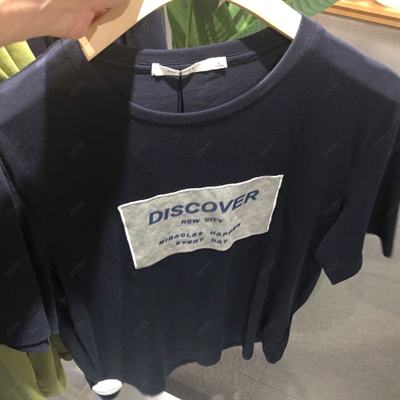 DISCOVER
NEW CITY
MIRACLES HAPPEN
EVERY DAY